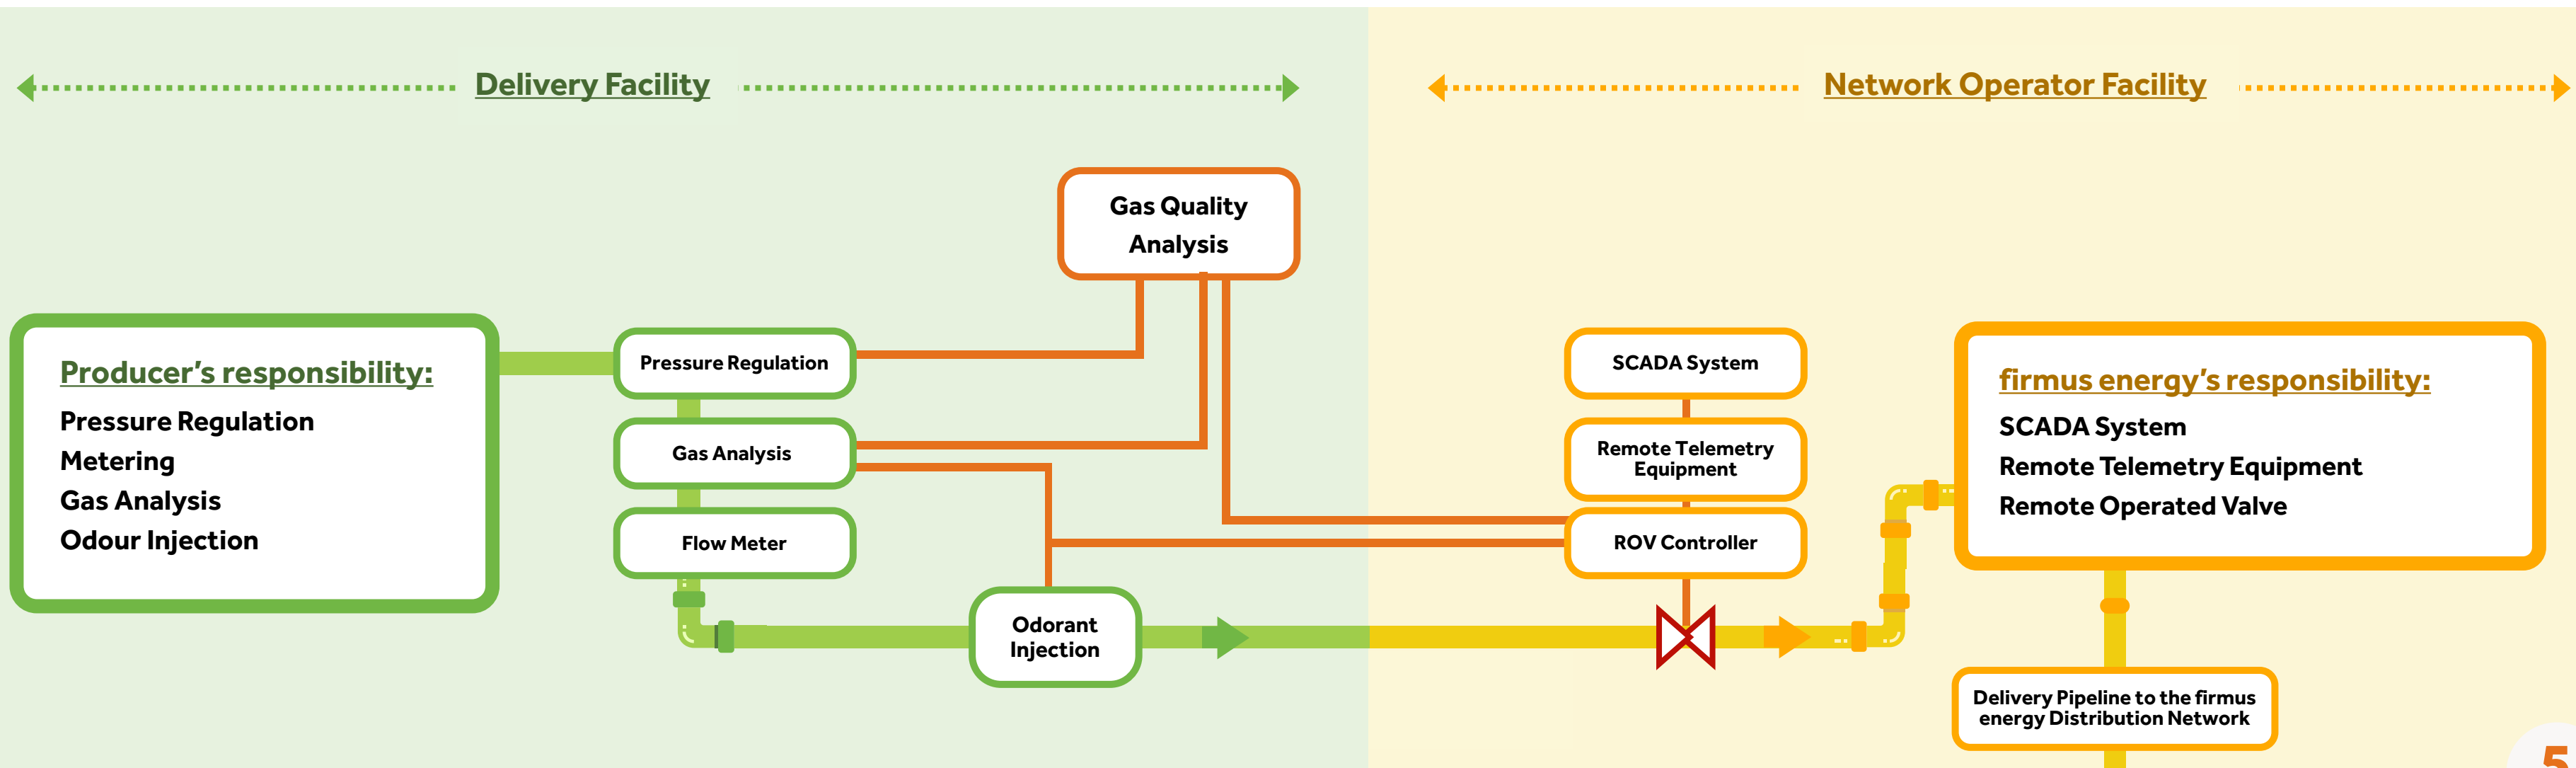 Delivery Facility
Network Operator Facility
Gas Quality
Analysis
Producer’s responsibility:
Pressure Regulation
Metering
Gas Analysis
Odour Injection
Pressure Regulation
Gas Analysis
Flow Meter
Odorant
Injection
SCADA System
Remote Telemetry
Equipment
ROV Controller
firmus energy’s responsibility:
SCADA System
Remote Telemetry Equipment
Remote Operated Valve
Delivery Pipeline to the firmus
energy Distribution Network
5